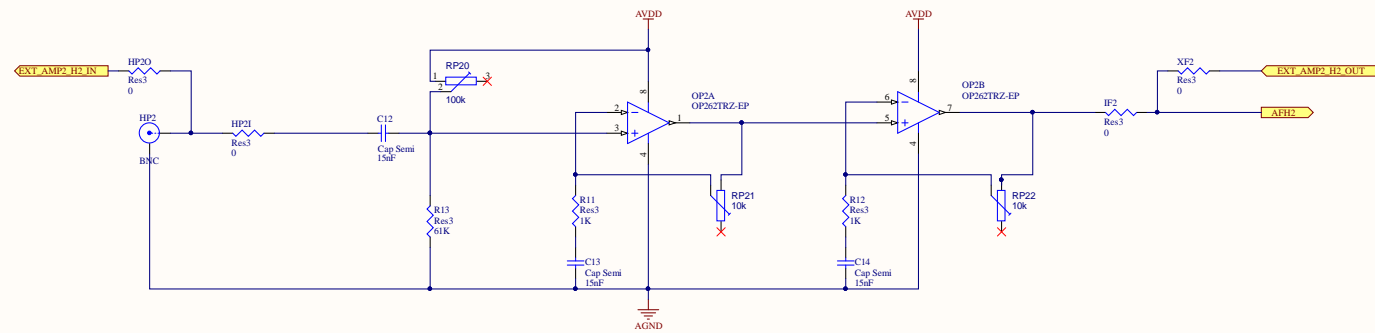 AVDD
AVDD
EXT_AMP2_H2_IN
HP2O
Res3
0
RP20
1
3
2
100k
8
OP2A
OP262TRZ-EP
8
OP2B
OP262TRZ-EP
XF2
Res3
0
EXT_AMP2_H2_OUT
HP2
BNC
HP2I
Res3
0
C12
Cap Semi
15nF
2
3
1
4
6
5
7
4
IF2
Res3
0
AFH2
R13
Res3
61K
R11
Res3
1K
RP21
10k
R12
Res3
1K
RP22
10k
C13
Cap Semi
15nF
C14
Cap Semi
15nF
AGND